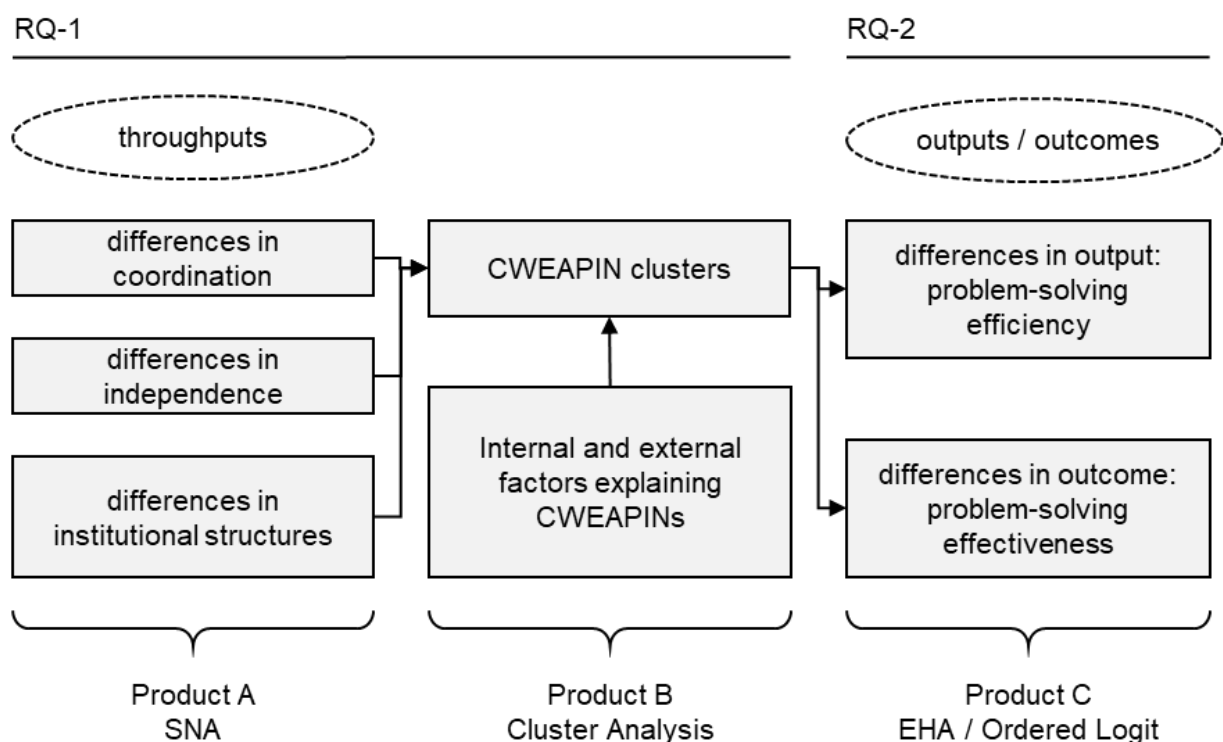 RQ-1
RQ-2
throughputs
outputs / outcomes
differences in
coordination
differences in
independence
differences in
institutional structures
CWEAPIN clusters
Internal and external
factors explaining
CWEAPINs
differences in output:
problem-solving
efficiency
differences in outcome:
problem-solving
effectiveness
Product A
SNA
Product B
Cluster Analysis
Product C
EHA / Ordered Logit